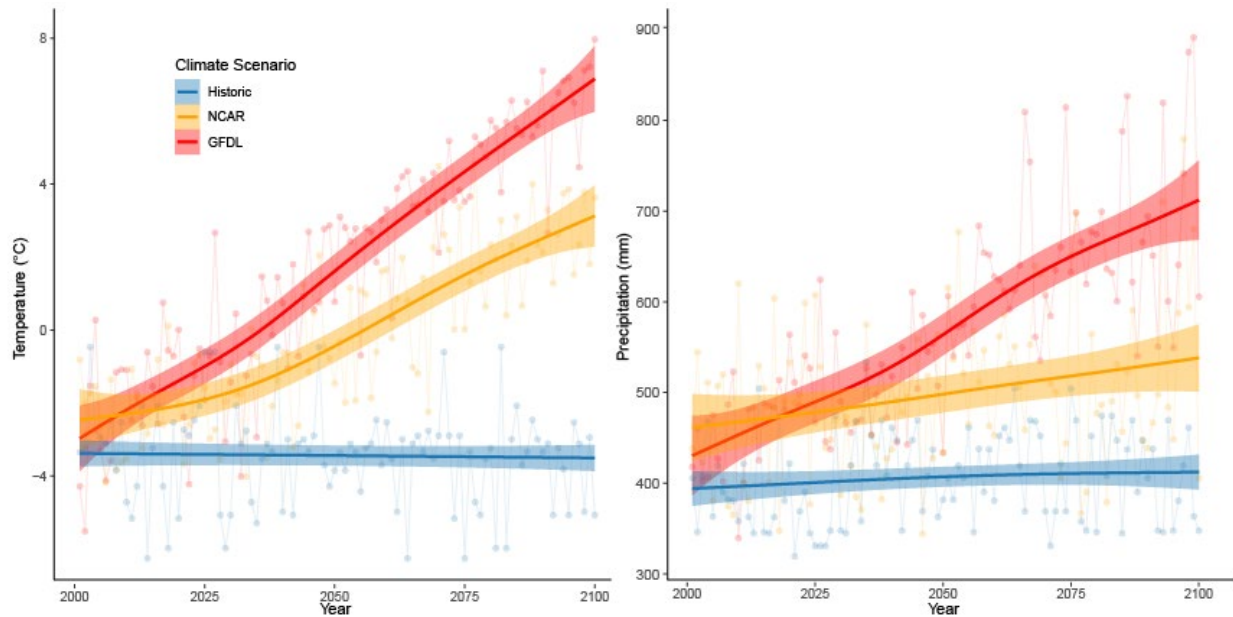 Temperature (°C)
8
4
0
−4
Climate Scenario
Historic
NCAR
GFDL
2000
2025
2050
2075
2100
Year
Precipitation (mm)
900
800
700
600
500
400
300
2000
2025
2050
2075
2100
Year